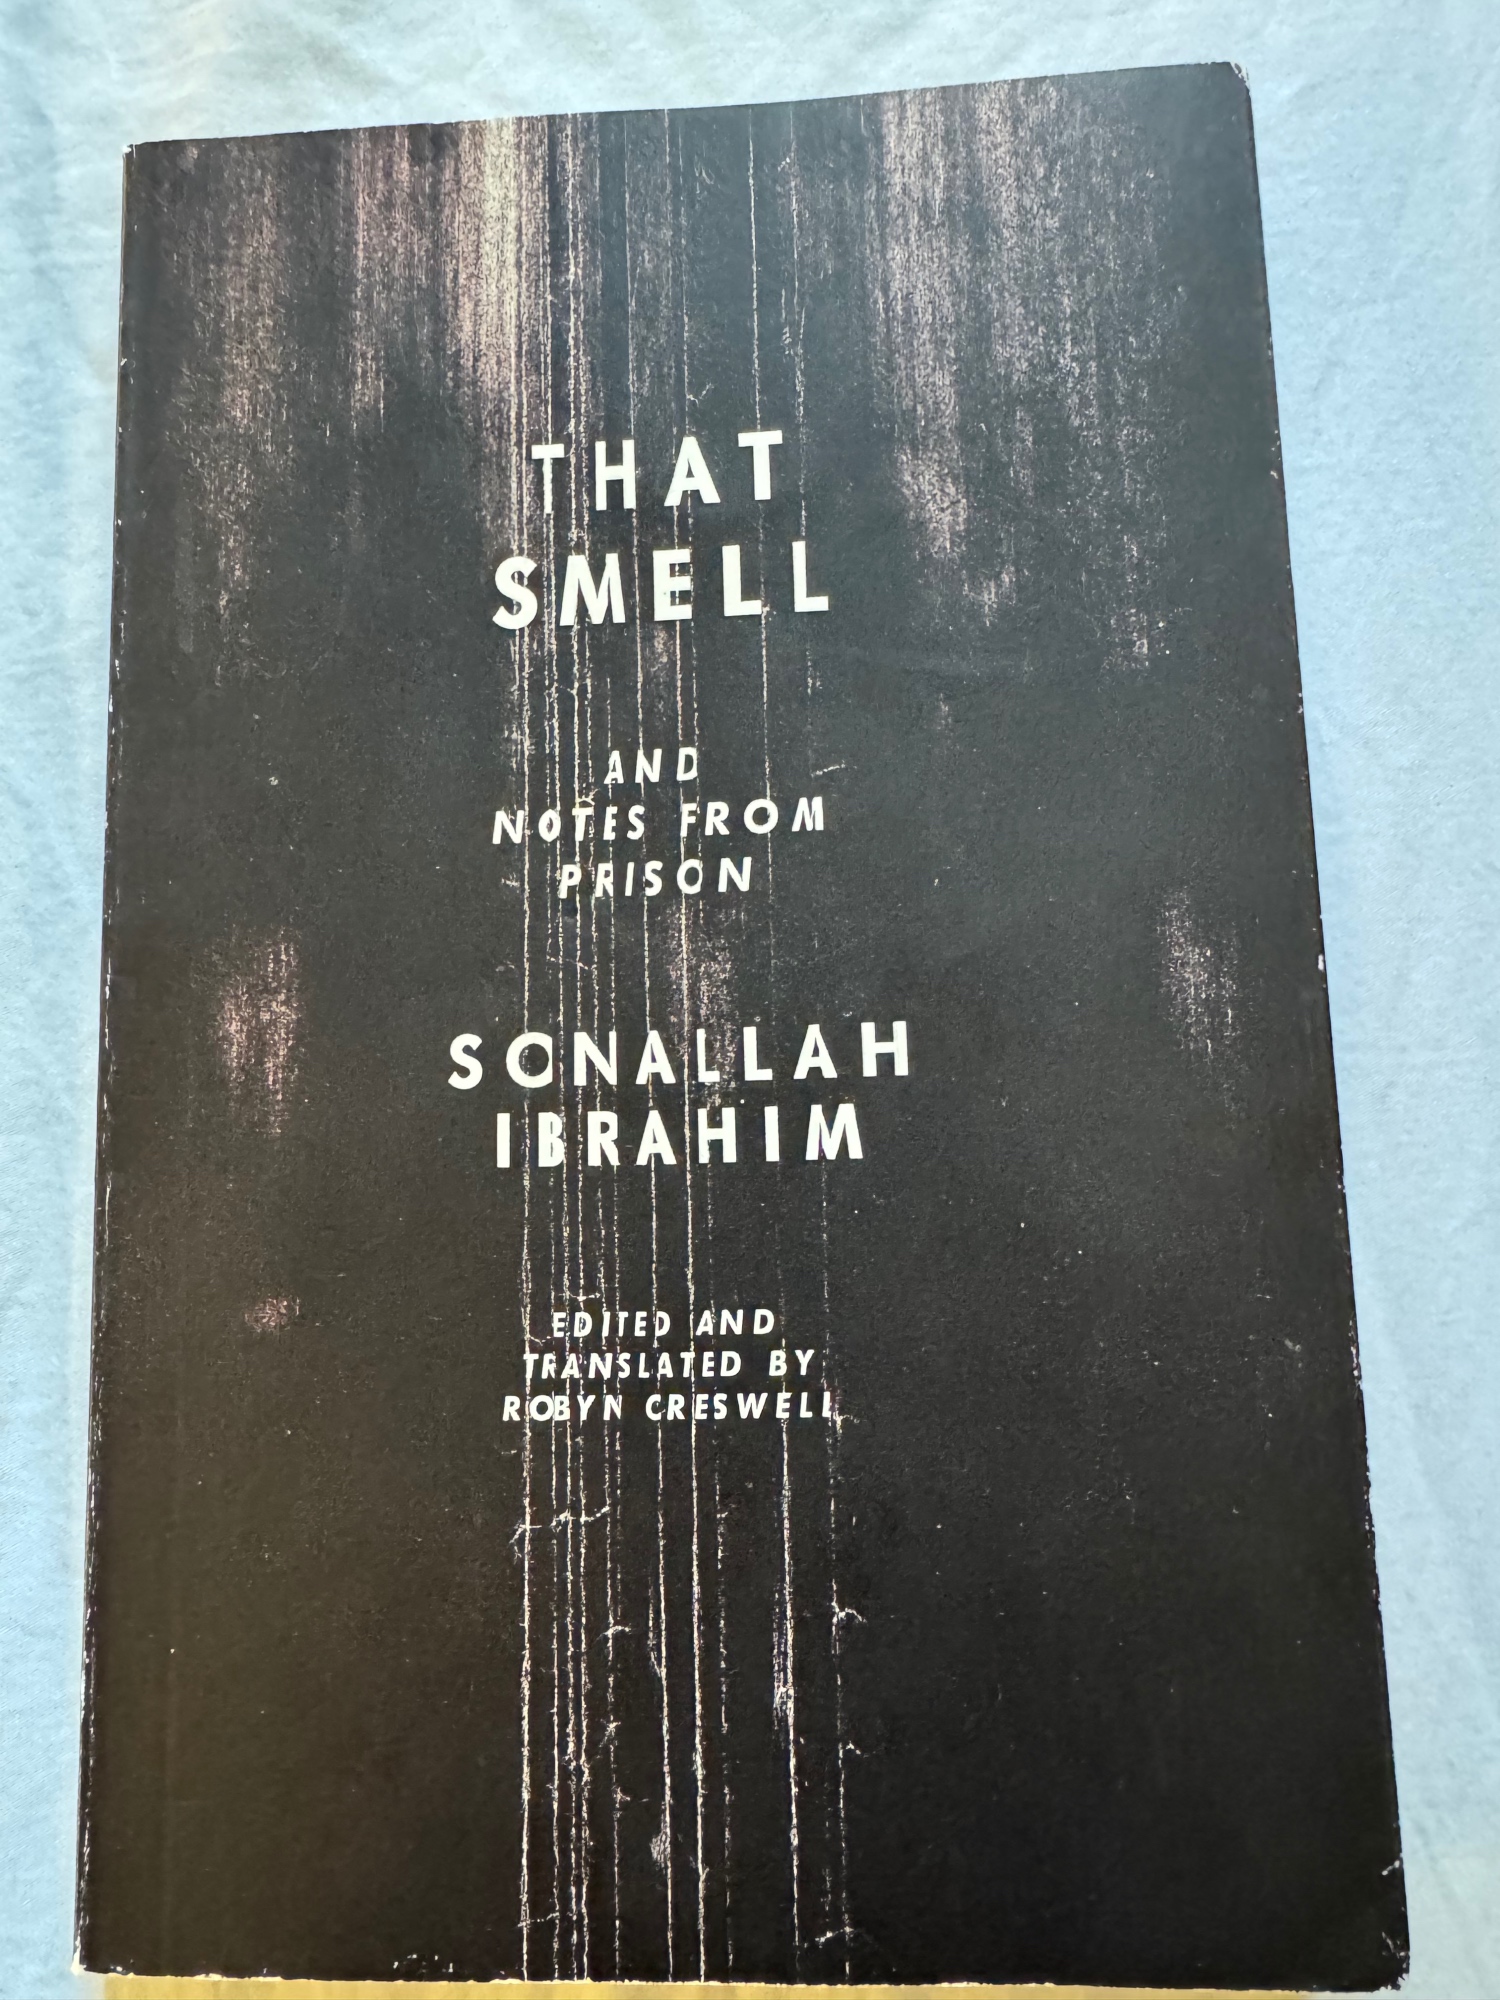 THAT
SMELL
AND
NOTES FROM
PRISON
SONALLAH
IBRAHIM
EDITED AND
TRANSLATED BY
ROBYN CRESWELL